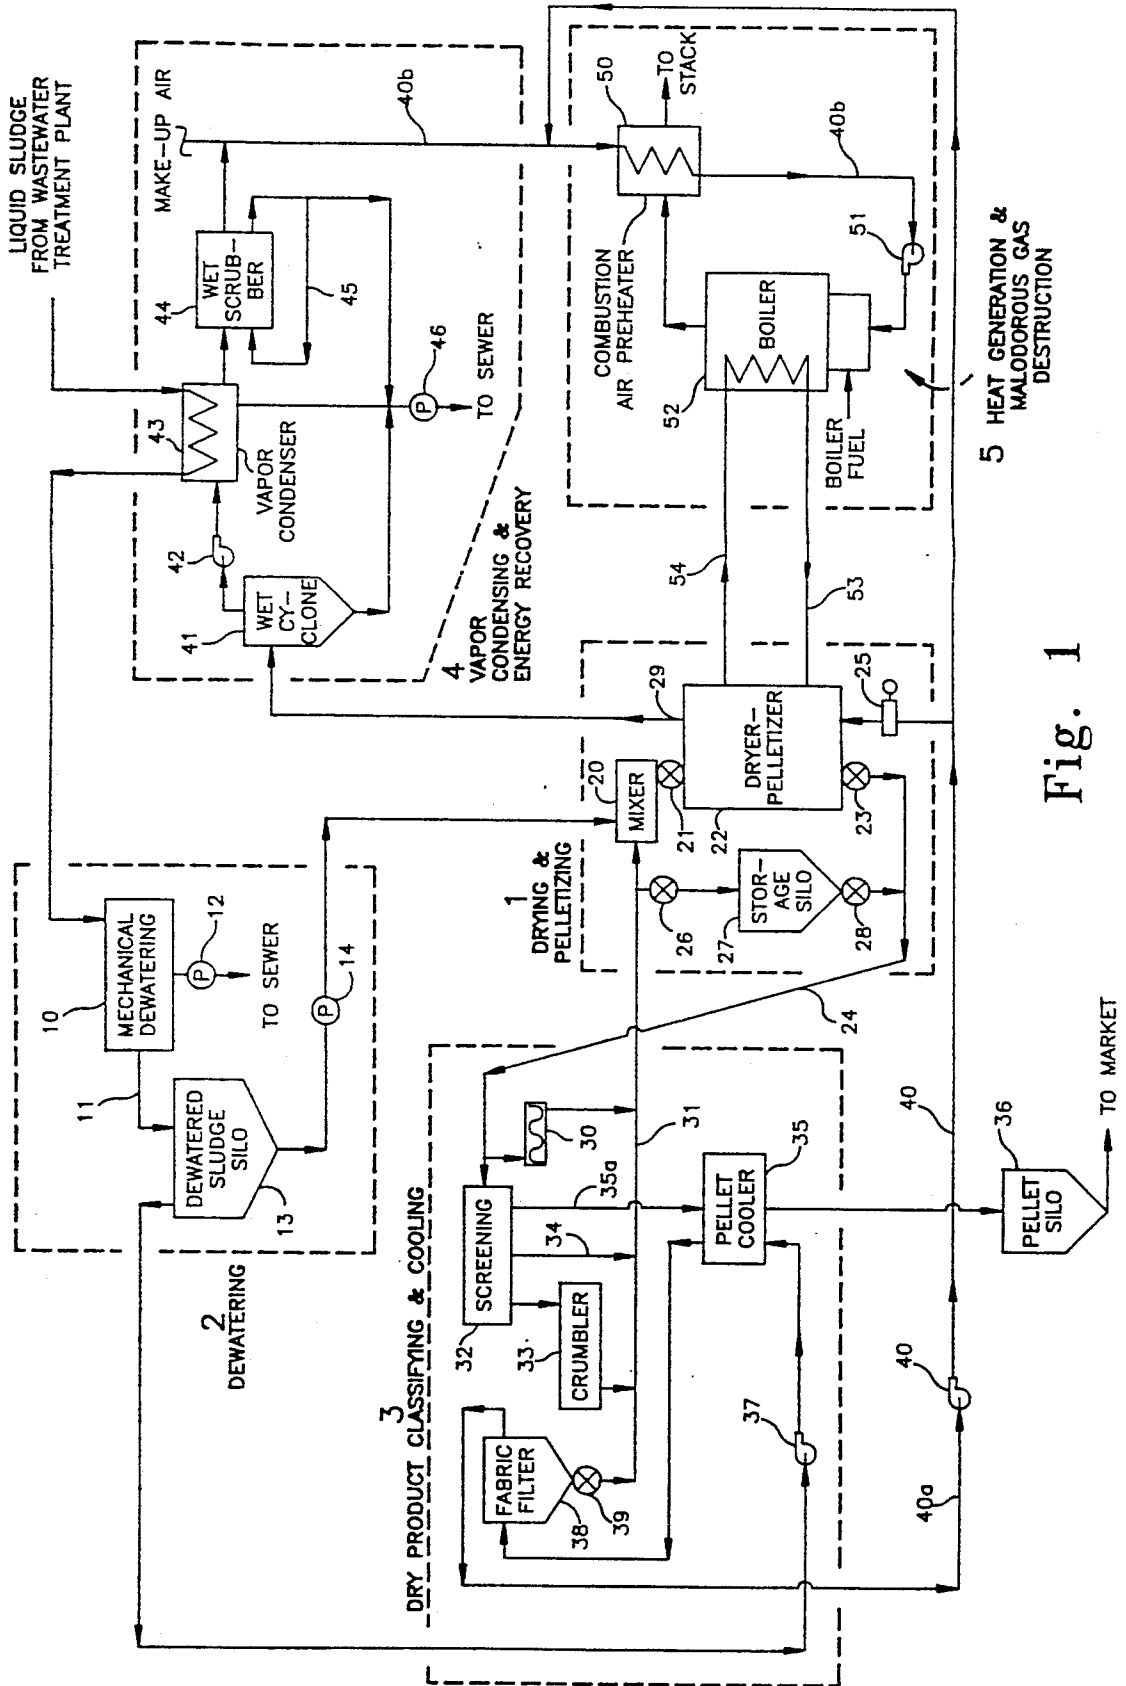 LIQUID SLUDGE
FROM WASTEWATER
TREATMENT PLANT
MAKE-UP AIR
40b
44
WET
SCRUB-
BER
45
43
VAPOR
CONDENSER
42
41
WET
CY-
CLONE
P
46
TO SEWER
4 VAPOR
CONDENSING &
ENERGY RECOVERY
50
TO
STACK
COMBUSTION
AIR PREHEATER
40b
51
BOILER
52
BOILER
FUEL
5 HEAT GENERATION &
MALODOROUS GAS
DESTRUCTION
54
53
10
MECHANICAL
DEWATERING
P
12
TO SEWER
11
DEWATERED
SLUDGE
SILO
13
P
14
2
DEWATERING
1
DRYING &
PELLETIZING
20
MIXER
21
29
DRYER-
PELLETIZER
22
23
25
26
STOR-
AGE
SILO
27
28
24
3
DRY PRODUCT CLASSIFYING & COOLING
30
31
SCREENING
32
35a
34
33
CRUMBLER
FABRIC
FILTER
38
39
PELLET
COOLER
35
37
40
40
40a
36
PELLET
SILO
TO MARKET
Fig. 1